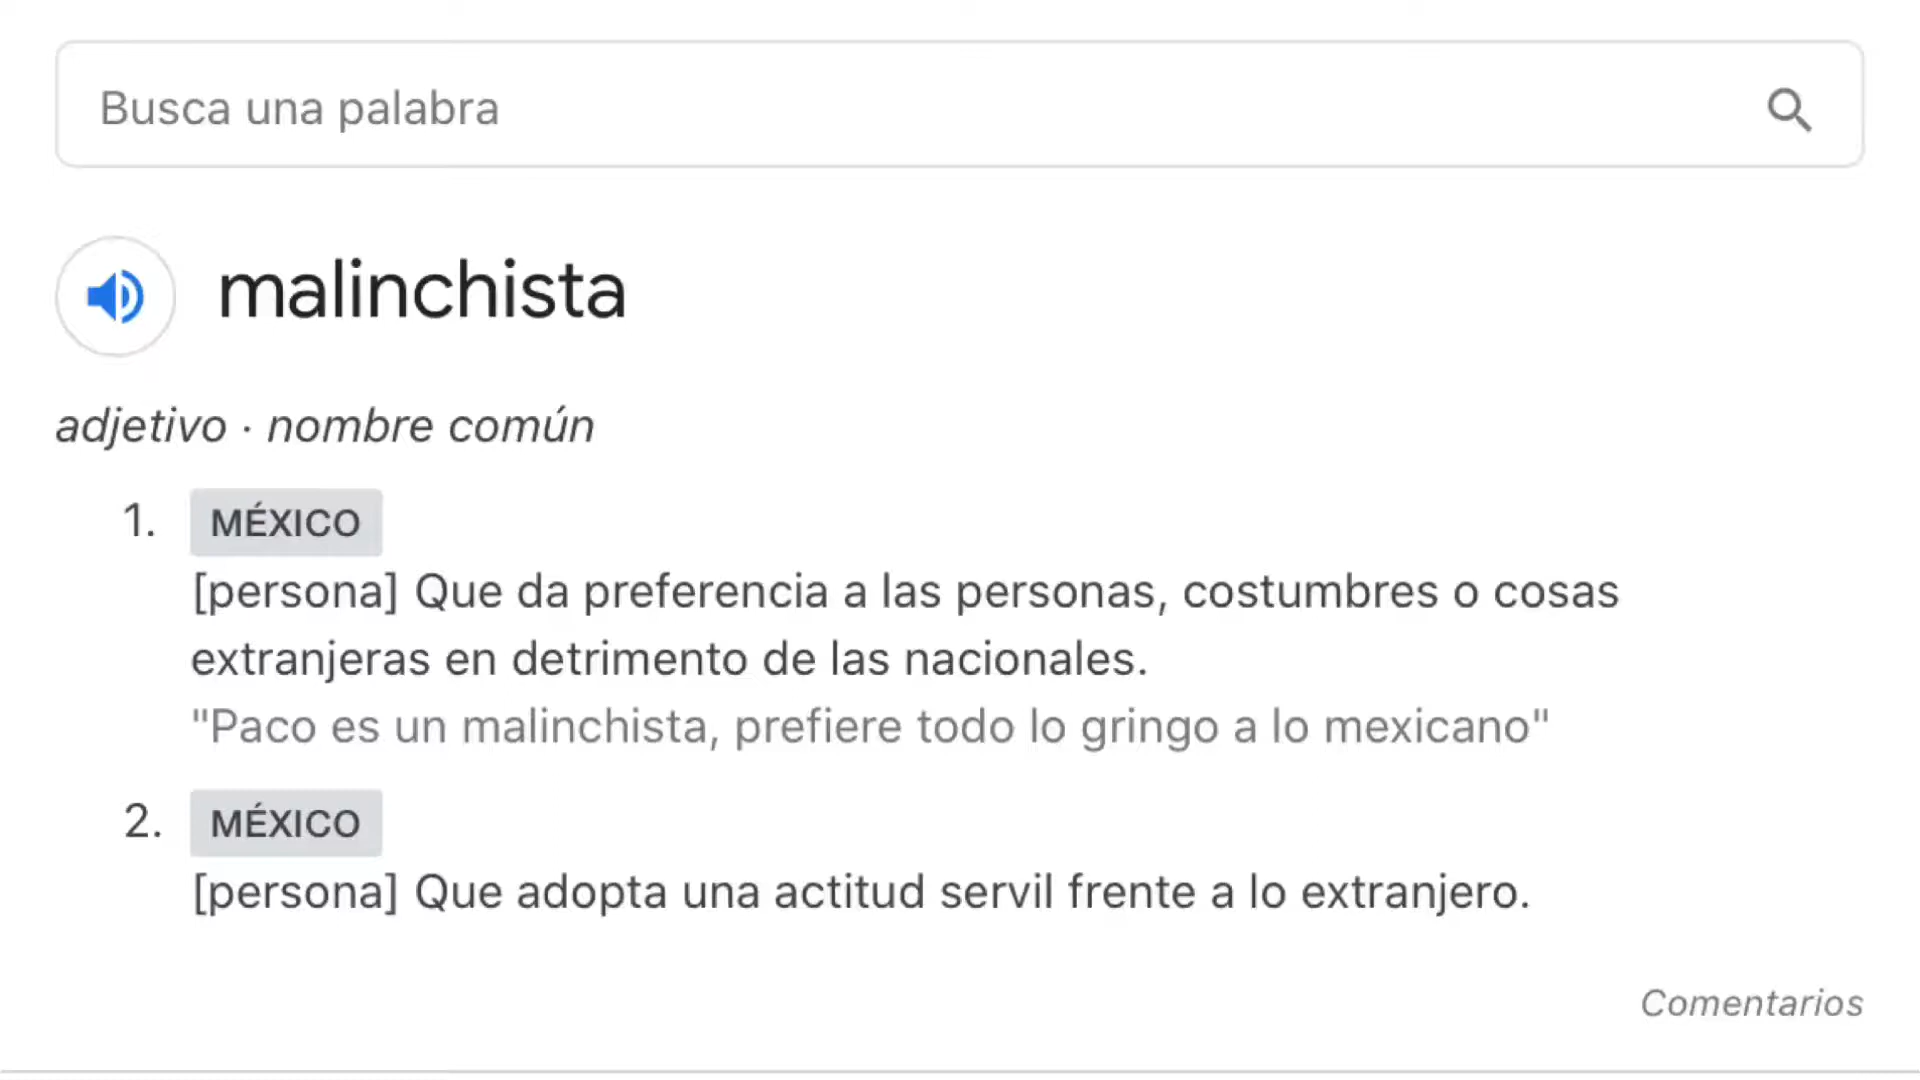 Busca una palabra
malinchista
adjetivo · nombre común
1. MÉXICO
[persona] Que da preferencia a las personas, costumbres o cosas
extranjeras en detrimento de las nacionales.
"Paco es un malinchista, prefiere todo lo gringo a lo mexicano"
2. MÉXICO
[persona] Que adopta una actitud servil frente a lo extranjero.
Comentarios